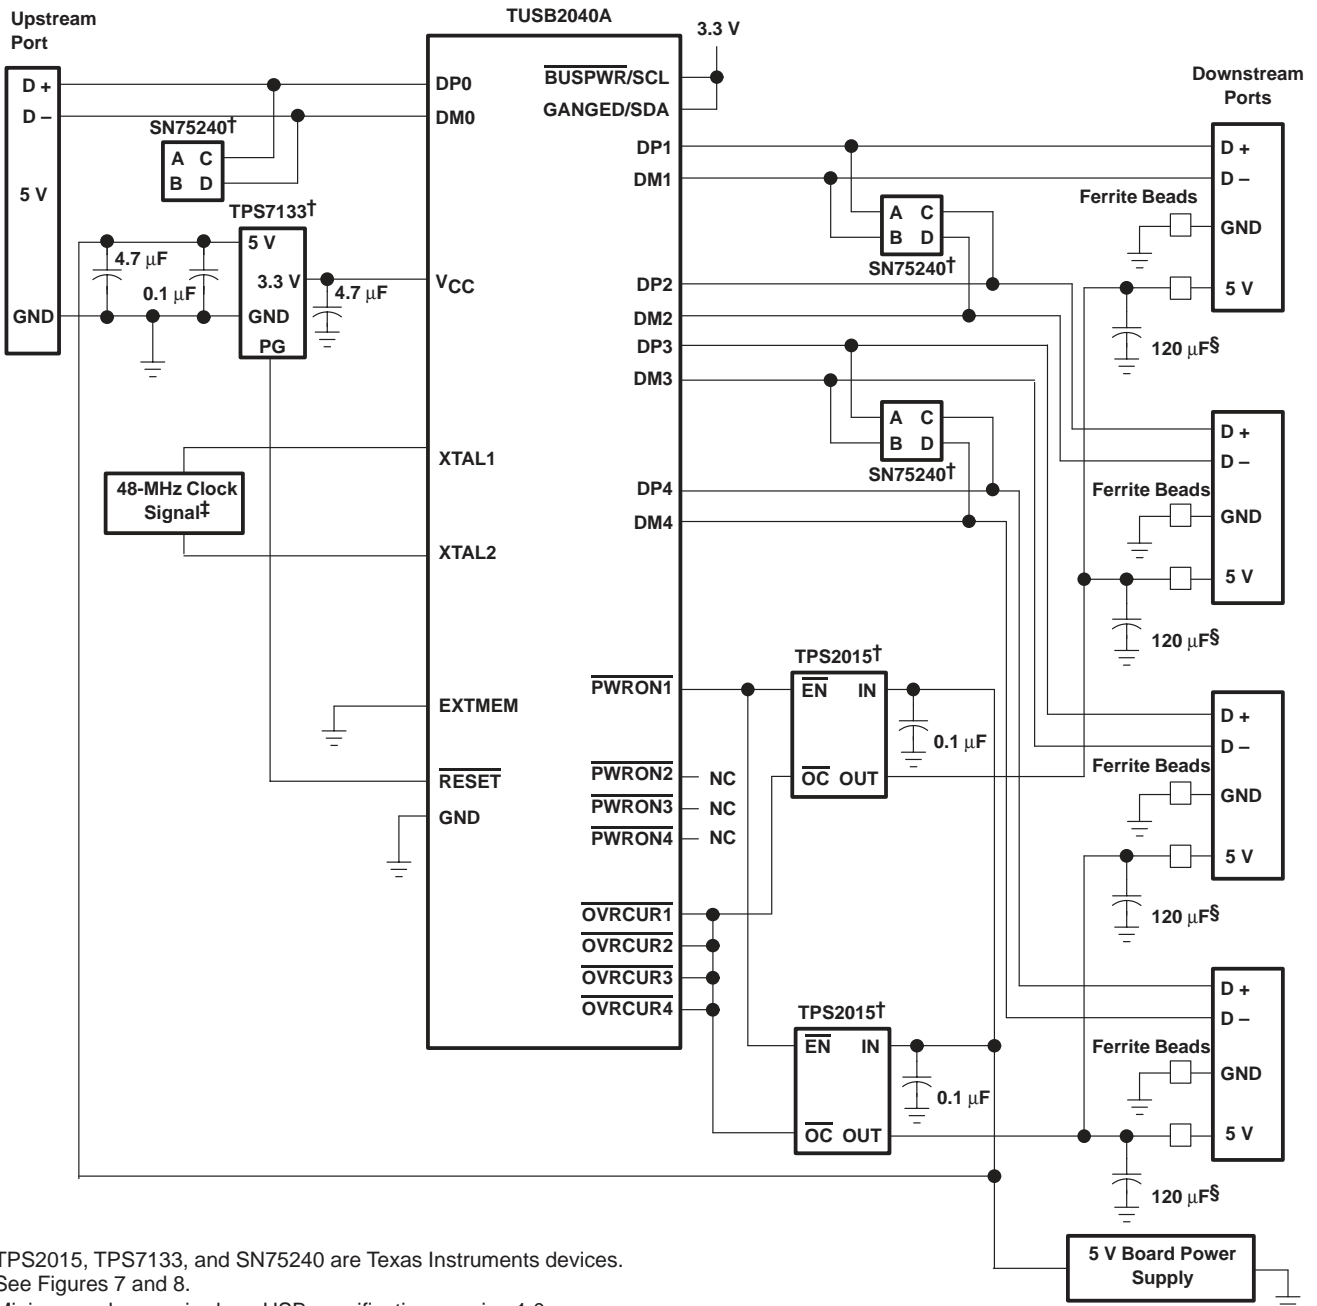 Upstream
Port
TUSB2040A
3.3 V
D +
D –
5 V
GND
SN75240†
A C
B D
TPS7133†
5 V
3.3 V
GND
PG
4.7 μF
0.1 μF
4.7 μF
48-MHz Clock
Signal‡
DP0
DM0
VCC
XTAL1
XTAL2
EXTMEM
RESET
GND
BUSPWR/SCL
GANGED/SDA
DP1
DM1
DP2
DM2
DP3
DM3
DP4
DM4
PWRON1
PWRON2
NC
PWRON3
NC
PWRON4
NC
OVRCUR1
OVRCUR2
OVRCUR3
OVRCUR4
A C
B D
SN75240†
A C
B D
SN75240†
TPS2015†
EN IN
OC OUT
0.1 μF
TPS2015†
EN IN
OC OUT
0.1 μF
Downstream
Ports
D +
D –
Ferrite Beads
GND
5 V
120 μF§
D +
D –
Ferrite Beads
GND
5 V
120 μF§
D +
D –
Ferrite Beads
GND
5 V
120 μF§
D +
D –
Ferrite Beads
GND
5 V
120 μF§
5 V Board Power
Supply
TPS2015, TPS7133, and SN75240 are Texas Instruments devices.
See Figures 7 and 8.